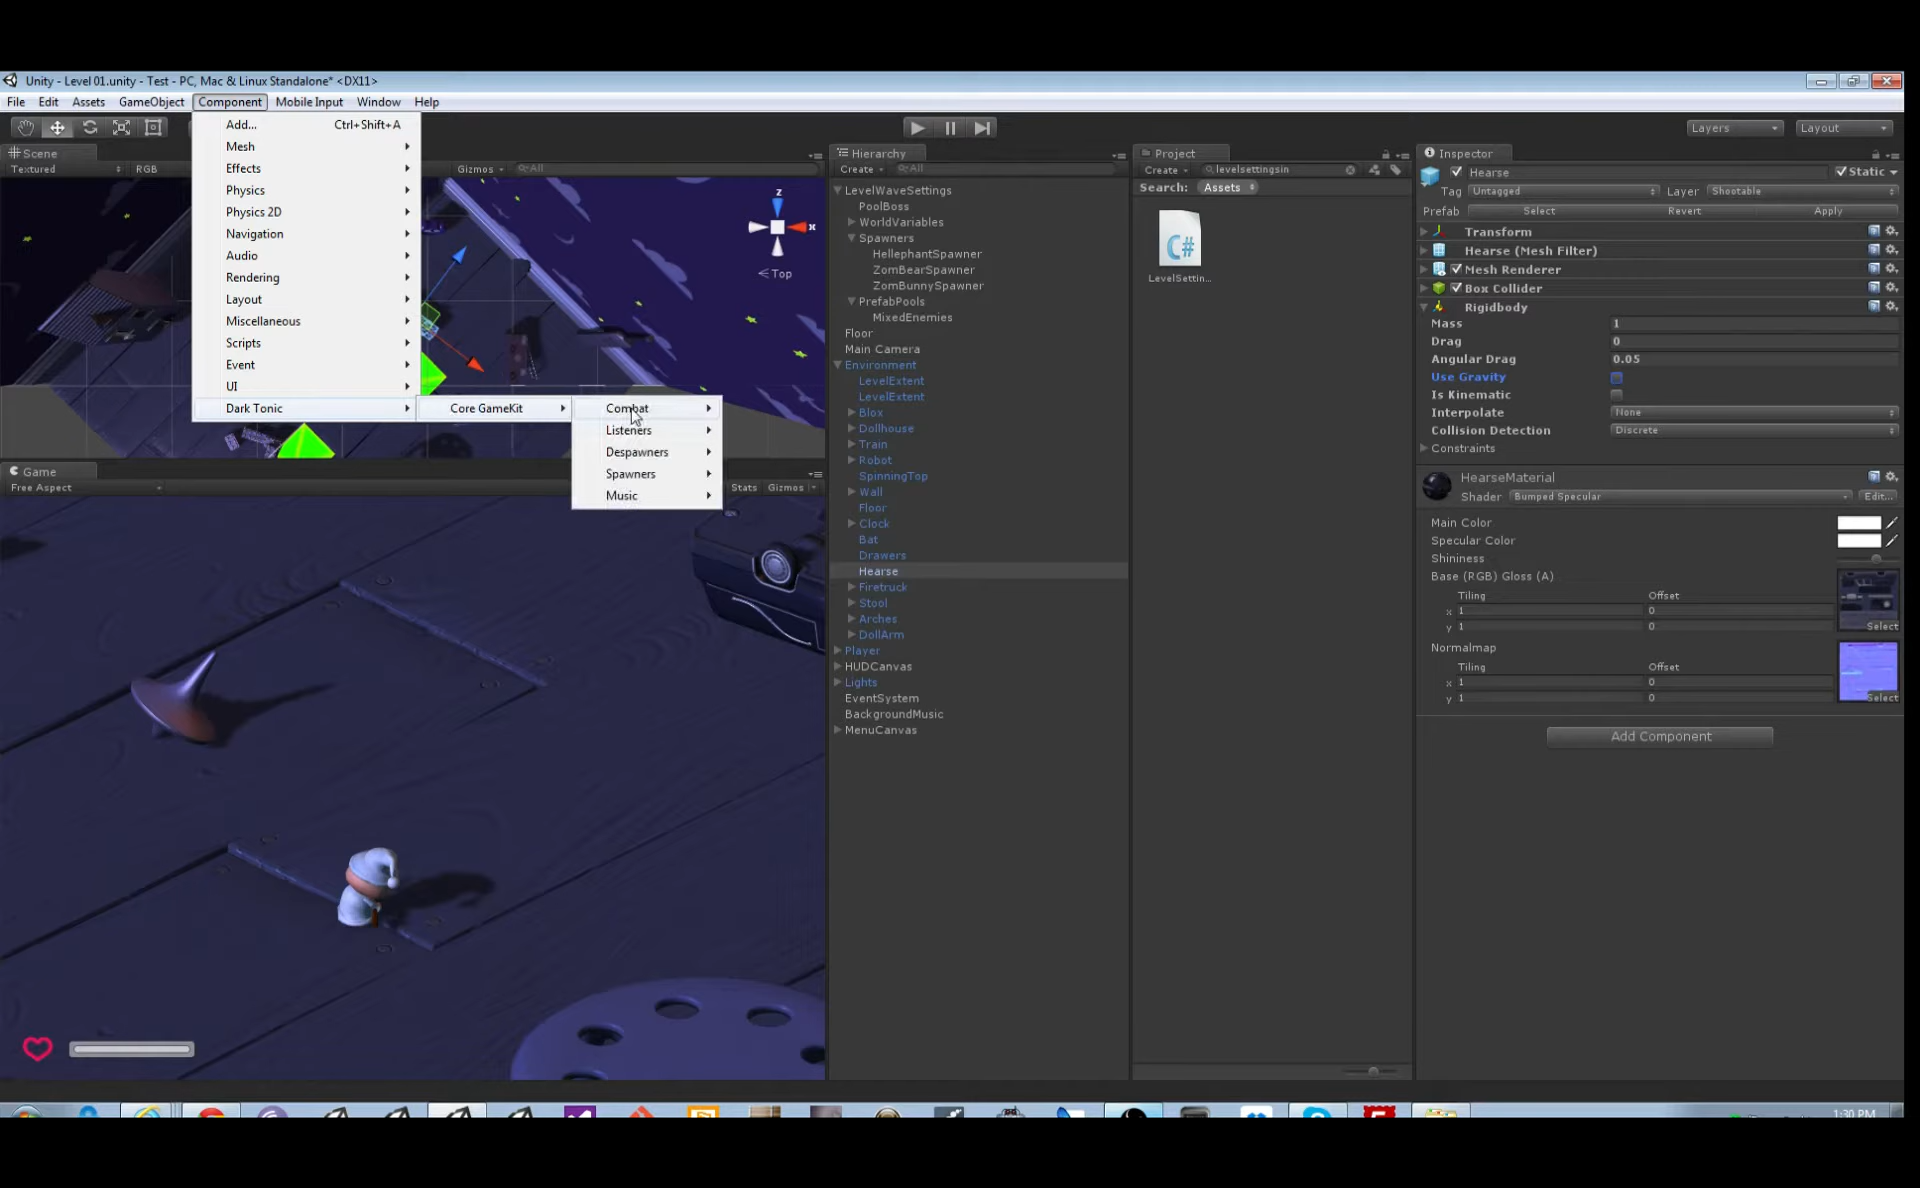 Unity - Level 01.unity - Test - PC, Mac & Linux Standalone* <DX11>
File Edit Assets GameObject Component Mobile Input Window Help
Add... Ctrl+Shift+A
Mesh
Effects
Physics
Physics 2D
Navigation
Audio
Rendering
Layout
Miscellaneous
Scripts
Event
UI
Dark Tonic
Core GameKit
Combat
Listeners
Despawners
Spawners
Music
Layers
Layout
Scene
Textured RGB Gizmos All
z
x
Top
Game
Free Aspect Stats Gizmos
Hierarchy
Create All
LevelWaveSettings
PoolBoss
WorldVariables
Spawners
HellephantSpawner
ZomBearSpawner
ZomBunnySpawner
PrefabPools
MixedEnemies
Floor
Main Camera
Environment
LevelExtent
LevelExtent
Blox
Dollhouse
Train
Robot
SpinningTop
Wall
Floor
Clock
Bat
Drawers
Hearse
Firetruck
Stool
Arches
DollArm
Player
HUDCanvas
Lights
EventSystem
BackgroundMusic
MenuCanvas
Project
Create levelsettingsin
Search: Assets
C#
LevelSettin...
Inspector
Hearse Static
Tag Untagged Layer Shootable
Prefab Select Revert Apply
Transform
Hearse (Mesh Filter)
Mesh Renderer
Box Collider
Rigidbody
Mass 1
Drag 0
Angular Drag 0.05
Use Gravity
Is Kinematic
Interpolate None
Collision Detection Discrete
Constraints
HearseMaterial
Shader Bumped Specular Edit...
Main Color
Specular Color
Shininess
Base (RGB) Gloss (A)
Tiling Offset
x 1 0
y 1 0
Select
Normalmap
Tiling Offset
x 1 0
y 1 0
Select
Add Component
1:30 PM